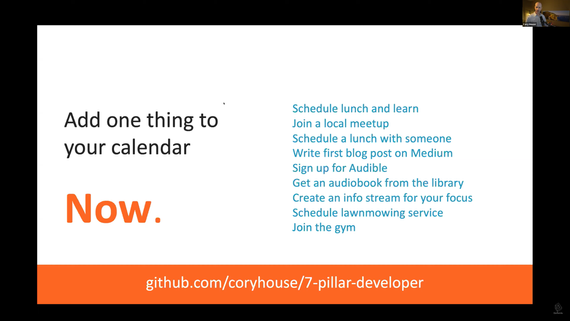 Add one thing to
your calendar
Now.
Schedule lunch and learn
Join a local meetup
Schedule a lunch with someone
Write first blog post on Medium
Sign up for Audible
Get an audiobook from the library
Create an info stream for your focus
Schedule lawnmowing service
Join the gym
github.com/coryhouse/7-pillar-developer